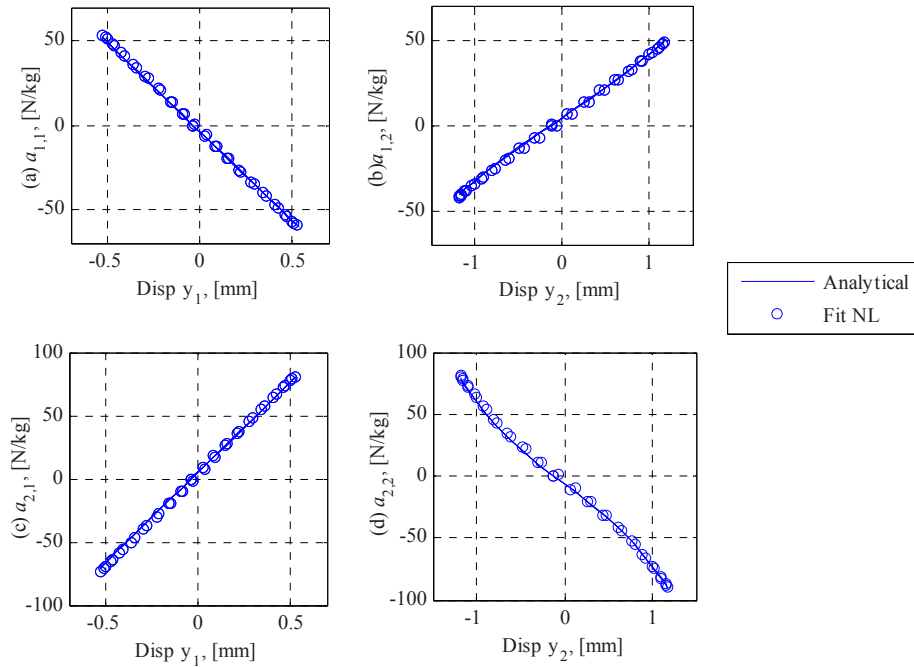 50
0
-50
-0.5 0 0.5
(a) a1,1, [N/kg]
Disp y1, [mm]
50
0
-50
-1 0 1
(b)a1,2, [N/kg]
Disp y2, [mm]
Analytical
Fit NL
100
50
0
-50
-100
-0.5 0 0.5
(c) a2,1, [N/kg]
Disp y1, [mm]
100
50
0
-50
-100
-1 0 1
(d) a2,2, [N/kg]
Disp y2, [mm]